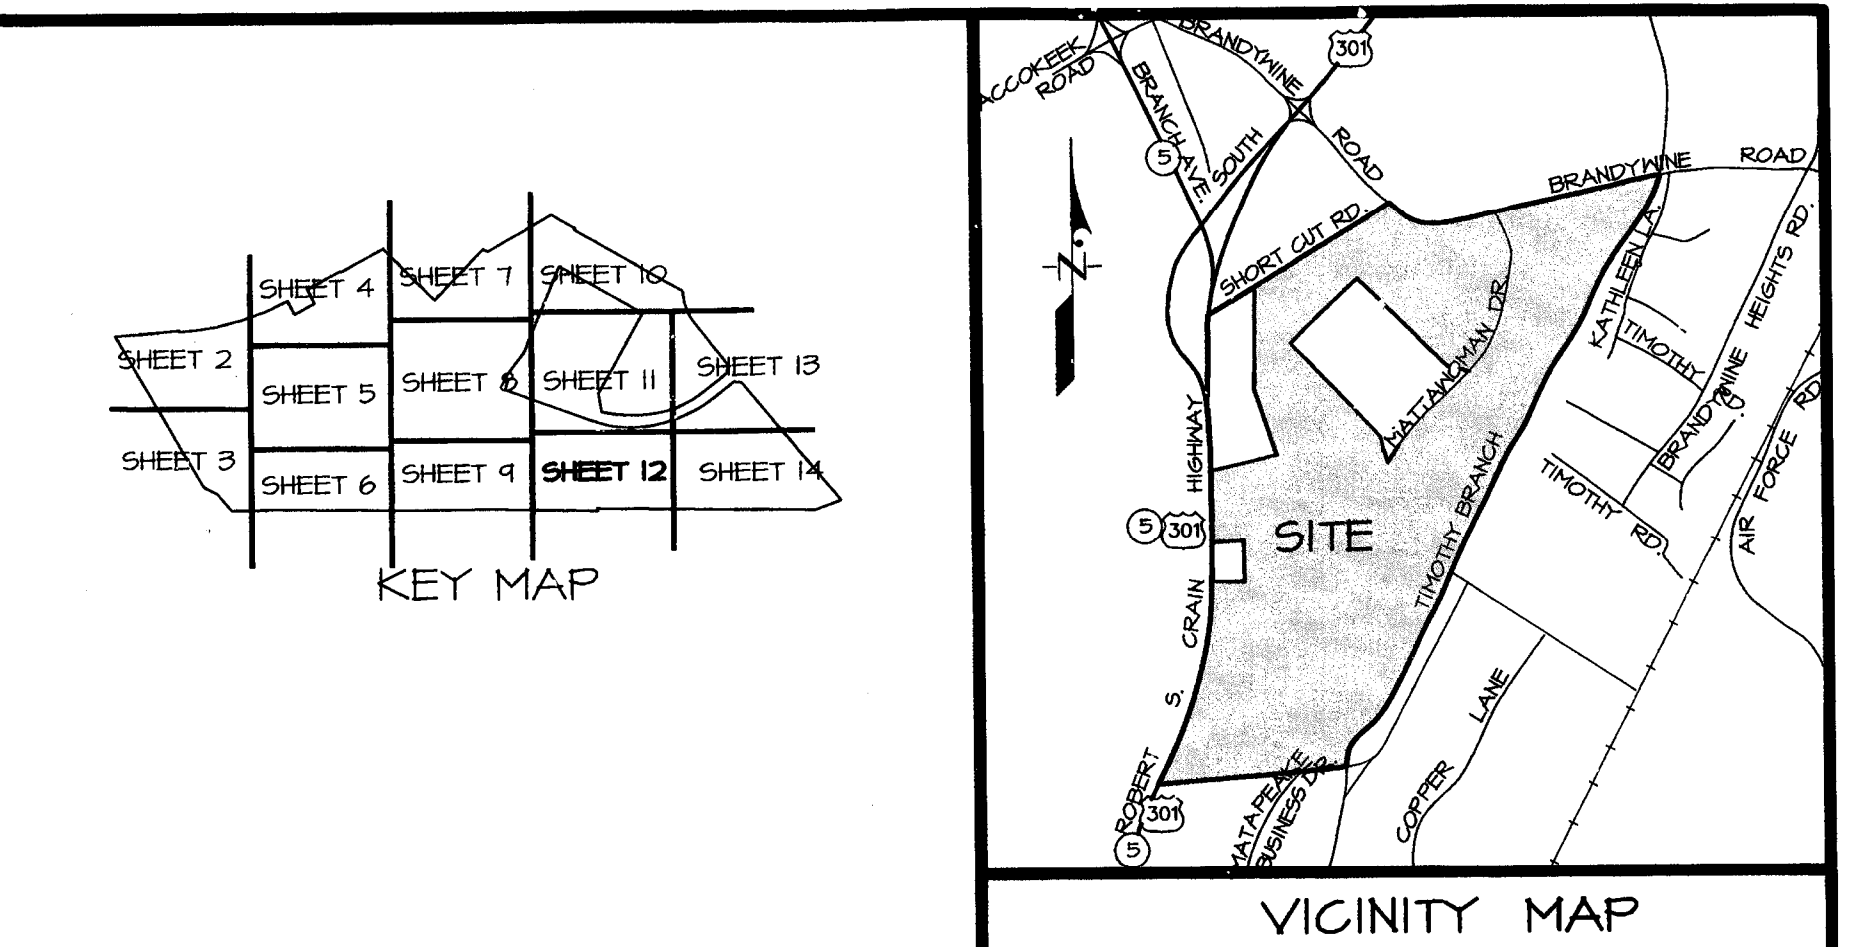 SHEET 4
SHEET 7
SHEET 10
SHEET 2
SHEET 5
SHEET 8
SHEET 11
SHEET 13
SHEET 3
SHEET 6
SHEET 9
SHEET 12
SHEET 14
KEY MAP
ACCOKEEK
ROAD
BRANCH AVE.
5
BRANDYWINE
ROAD
301
SOUTH
SHORT CUT RD.
BRANDYWINE
ROAD
N
KATHLEEN LA.
TIMOTHY
BRANDYWINE HEIGHTS RD.
MATTAWOMAN DR.
HIGHWAY
5
301
SITE
TIMOTHY BRANCH
TIMOTHY
RD.
AIR FORCE RD
CRAIN
S.
ROBERT
301
5
MATAPEAKE
BUSINESS DR.
COPPER LANE
VICINITY MAP